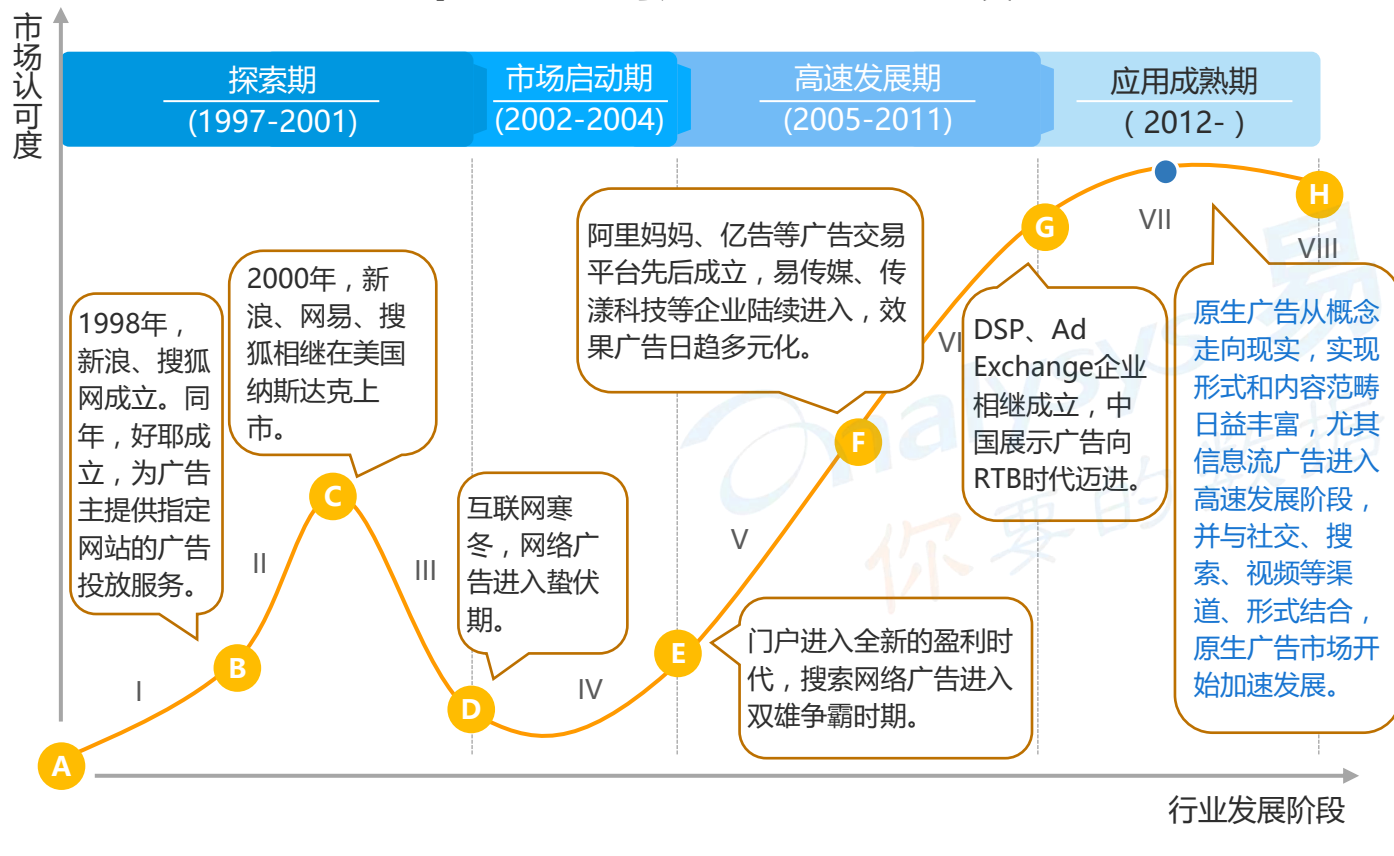 市场认可度
探索期
(1997-2001)
市场启动期
(2002-2004)
高速发展期
(2005-2011)
应用成熟期
( 2012- )
1998年，
新浪、搜狐
网成立。同
年，好耶成
立，为广告
主提供指定
网站的广告
投放服务。
2000年，新
浪、网易、搜
狐相继在美国
纳斯达克上
市。
互联网寒
冬，网络广
告进入蛰伏
期。
阿里妈妈、亿告等广告交易
平台先后成立，易传媒、传
漾科技等企业陆续进入，效
果广告日趋多元化。
门户进入全新的盈利时
代，搜索网络广告进入
双雄争霸时期。
DSP、Ad
Exchange企业
相继成立，中
国展示广告向
RTB时代迈进。
原生广告从概念
走向现实，实现
形式和内容范畴
日益丰富，尤其
信息流广告进入
高速发展阶段，
并与社交、搜
索、视频等渠
道、形式结合，
原生广告市场开
始加速发展。
A
I
B
II
C
III
D
IV
E
V
F
VI
G
VII
H
VIII
nalysys易
你要的数据
行业发展阶段